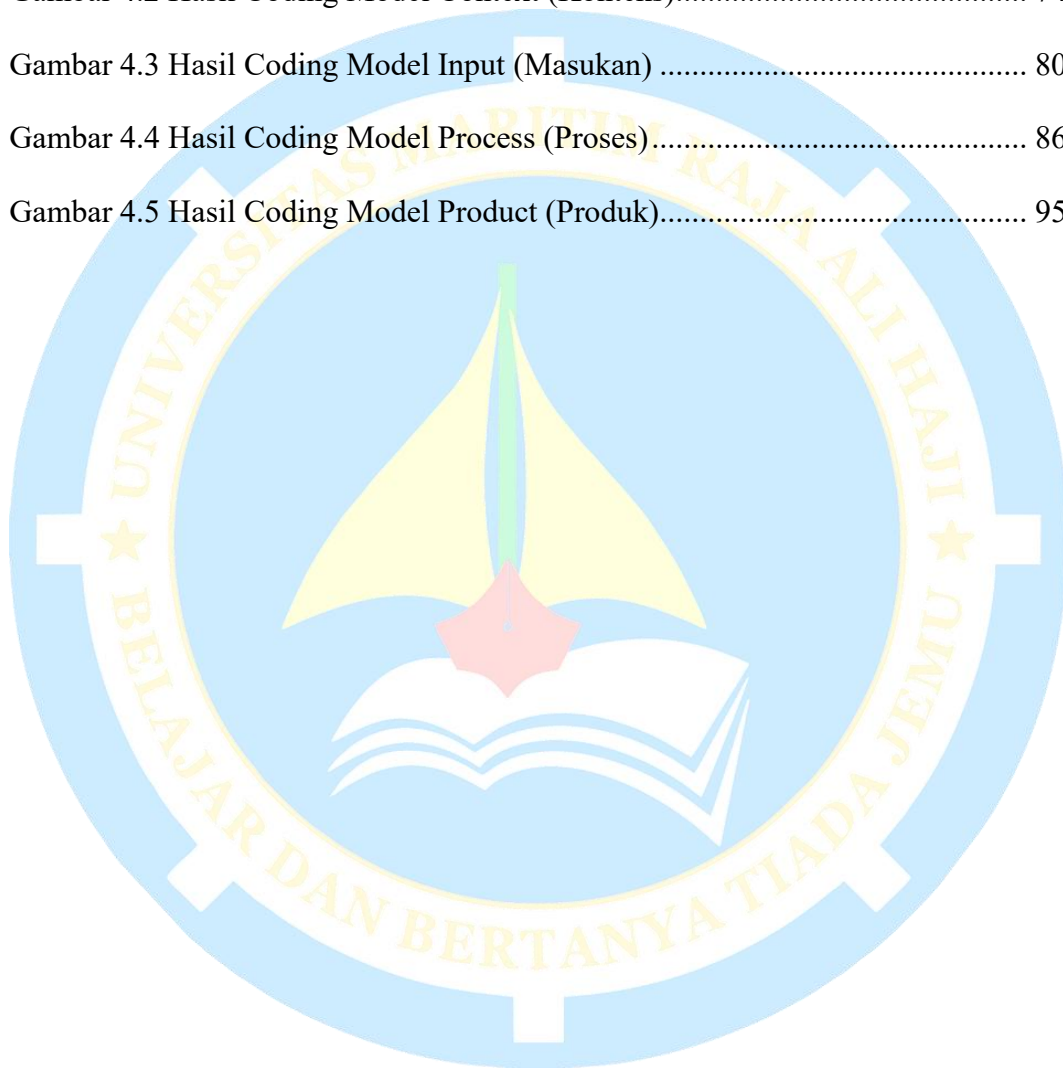 Gambar 4.3 Hasil Coding Model Input (Masukan) ....................................... 80
Gambar 4.4 Hasil Coding Model Process (Proses)........................................ 86
Gambar 4.5 Hasil Coding Model Product (Produk)....................................... 95
UNIVERSITAS MARITIM RAJA ALI HAJI
BELAJAR DAN BERTANYA TIADA JEMU